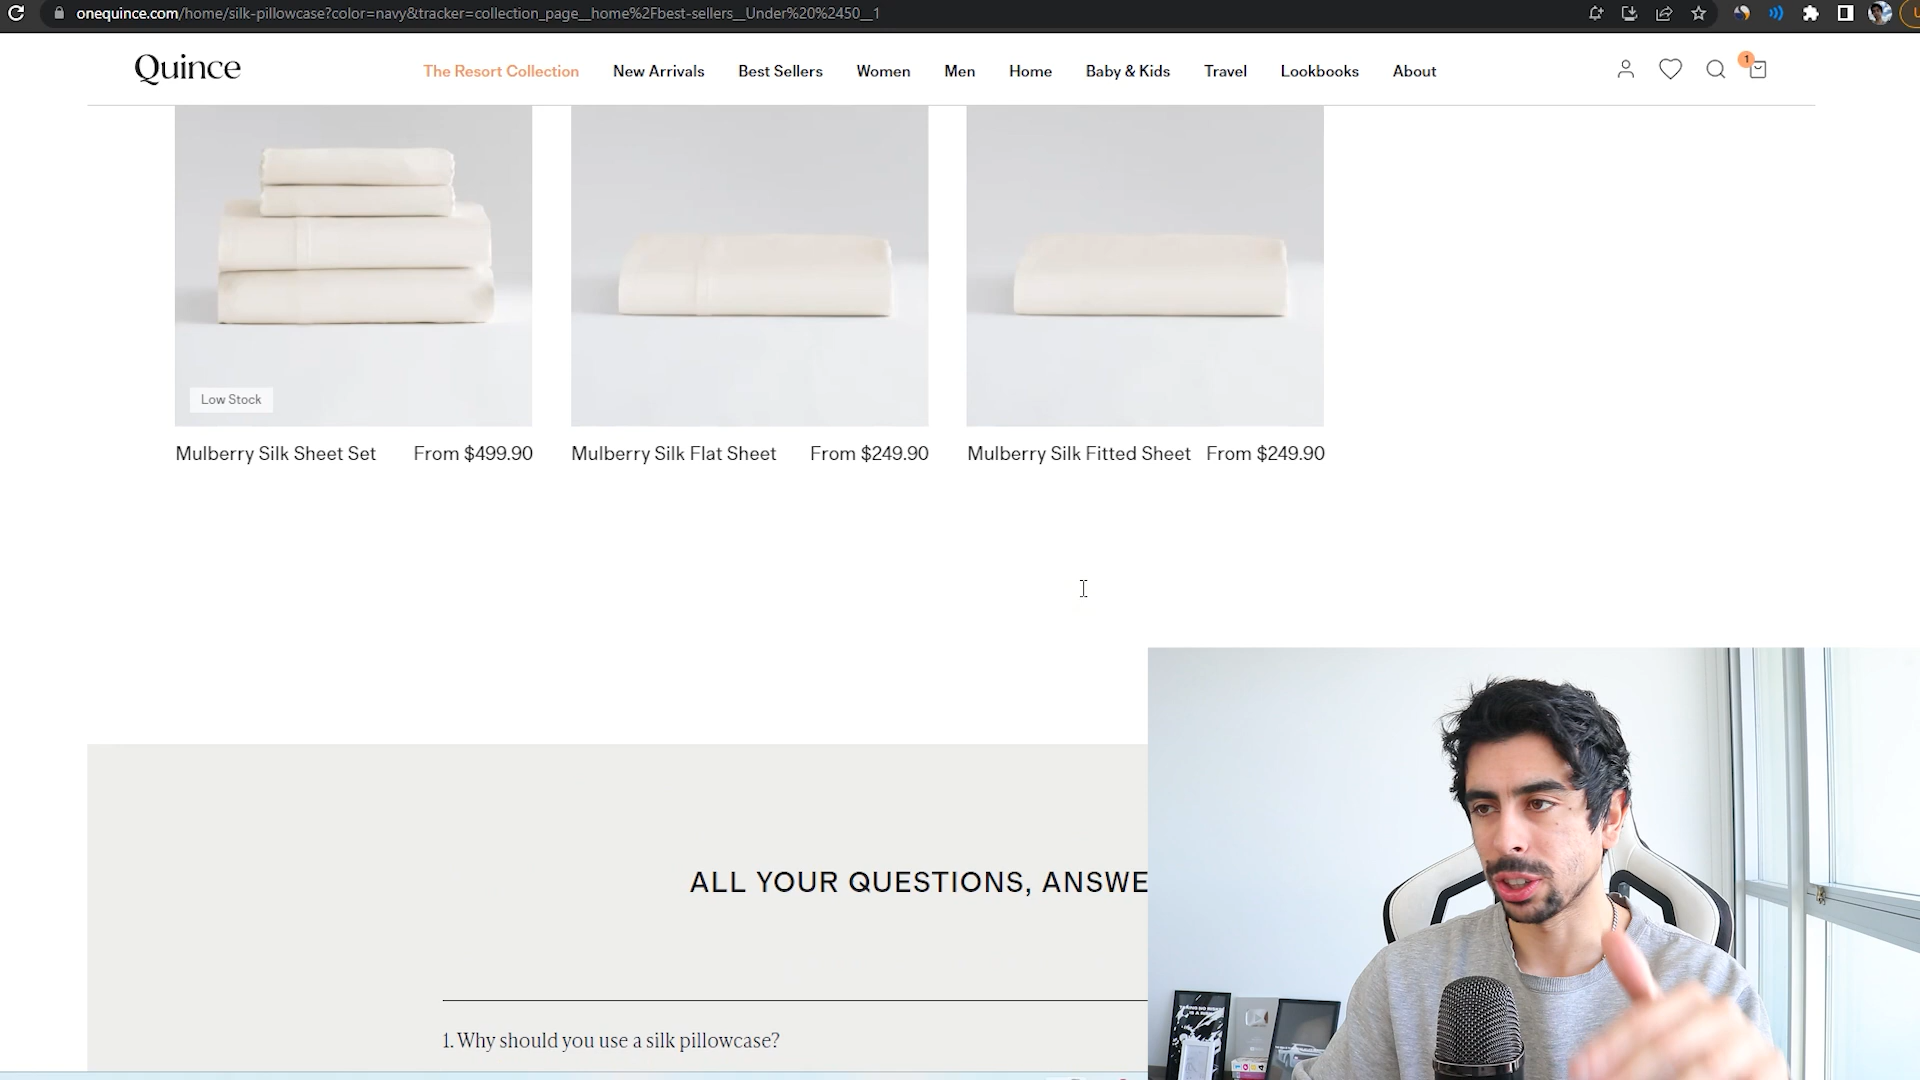 onequince.com/home/silk-pillowcase?color=navy&tracker=collection_page__home%2Fbest-sellers__Under%20%2450__1
Quince
The Resort Collection New Arrivals Best Sellers Women Men Home Baby & Kids Travel Lookbooks About
1
Low Stock
Mulberry Silk Sheet Set From $499.90
Mulberry Silk Flat Sheet From $249.90
Mulberry Silk Fitted Sheet From $249.90
ALL YOUR QUESTIONS, ANSWE
1. Why should you use a silk pillowcase?